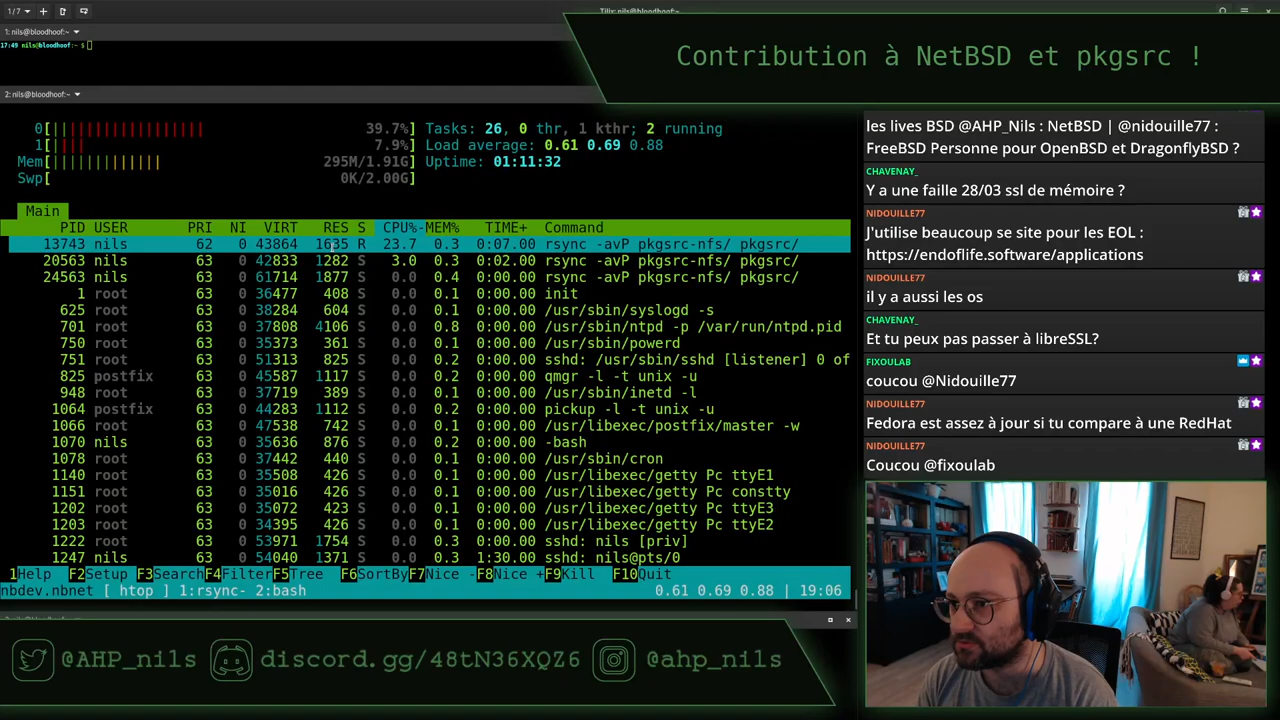 1/7
Tilix: nils@bloodhoof:~
1: nils@bloodhoof:~
17:49 nils@bloodhoof:~ $
2: nils@bloodhoof:~
Contribution à NetBSD et pkgsrc !
0[|||||||||||||||||| 39.7%] Tasks: 26, 0 thr, 1 kthr; 2 running
1[|||| 7.9%] Load average: 0.61 0.69 0.88
Mem[||||||||||||| 295M/1.91G] Uptime: 01:11:32
Swp[ 0K/2.00G]
Main
PID USER PRI NI VIRT RES S CPU%-MEM% TIME+ Command
13743 nils 62 0 43864 1635 R 23.7 0.3 0:07.00 rsync -avP pkgsrc-nfs/ pkgsrc/
20563 nils 63 0 42833 1282 S 3.0 0.3 0:02.00 rsync -avP pkgsrc-nfs/ pkgsrc/
24563 nils 63 0 61714 1877 S 0.0 0.4 0:00.00 rsync -avP pkgsrc-nfs/ pkgsrc/
1 root 63 0 36477 408 S 0.0 0.1 0:00.00 init
625 root 63 0 38284 604 S 0.0 0.1 0:00.00 /usr/sbin/syslogd -s
701 root 63 0 37808 4106 S 0.0 0.8 0:00.00 /usr/sbin/ntpd -p /var/run/ntpd.pid
750 root 63 0 35373 361 S 0.0 0.1 0:00.00 /usr/sbin/powerd
751 root 63 0 51313 825 S 0.0 0.2 0:00.00 sshd: /usr/sbin/sshd [listener] 0 of
825 postfix 63 0 45587 1117 S 0.0 0.2 0:00.00 qmgr -l -t unix -u
948 root 63 0 37719 389 S 0.0 0.1 0:00.00 /usr/sbin/inetd -l
1064 postfix 63 0 44283 1112 S 0.0 0.2 0:00.00 pickup -l -t unix -u
1066 root 63 0 47538 742 S 0.0 0.1 0:00.00 /usr/libexec/postfix/master -w
1070 nils 63 0 35636 876 S 0.0 0.2 0:00.00 -bash
1078 root 63 0 37442 440 S 0.0 0.1 0:00.00 /usr/sbin/cron
1140 root 63 0 35508 426 S 0.0 0.1 0:00.00 /usr/libexec/getty Pc ttyE1
1151 root 63 0 35016 426 S 0.0 0.1 0:00.00 /usr/libexec/getty Pc constty
1202 root 63 0 35072 423 S 0.0 0.1 0:00.00 /usr/libexec/getty Pc ttyE3
1203 root 63 0 34395 426 S 0.0 0.1 0:00.00 /usr/libexec/getty Pc ttyE2
1222 root 63 0 53971 1754 S 0.0 0.3 0:00.00 sshd: nils [priv]
1247 nils 63 0 54040 1371 S 0.0 0.3 1:30.00 sshd: nils@pts/0
1Help F2Setup F3SearchF4FilterF5Tree F6SortByF7Nice -F8Nice +F9Kill F10Quit
nbdev.nbnet [ htop ] 1:rsync- 2:bash 0.61 0.69 0.88 | 19:06
les lives BSD @AHP_Nils : NetBSD | @nidouille77 :
FreeBSD Personne pour OpenBSD et DragonflyBSD ?
CHAVENAY_
Y a une faille 28/03 ssl de mémoire ?
NIDOUILLE77
J'utilise beaucoup se site pour les EOL :
https://endoflife.software/applications
NIDOUILLE77
il y a aussi les os
CHAVENAY_
Et tu peux pas passer à libreSSL?
FIXOULAB
coucou @Nidouille77
NIDOUILLE77
Fedora est assez à jour si tu compare à une RedHat
NIDOUILLE77
Coucou @fixoulab
@AHP_nils
discord.gg/48tN36XQZ6
@ahp_nils